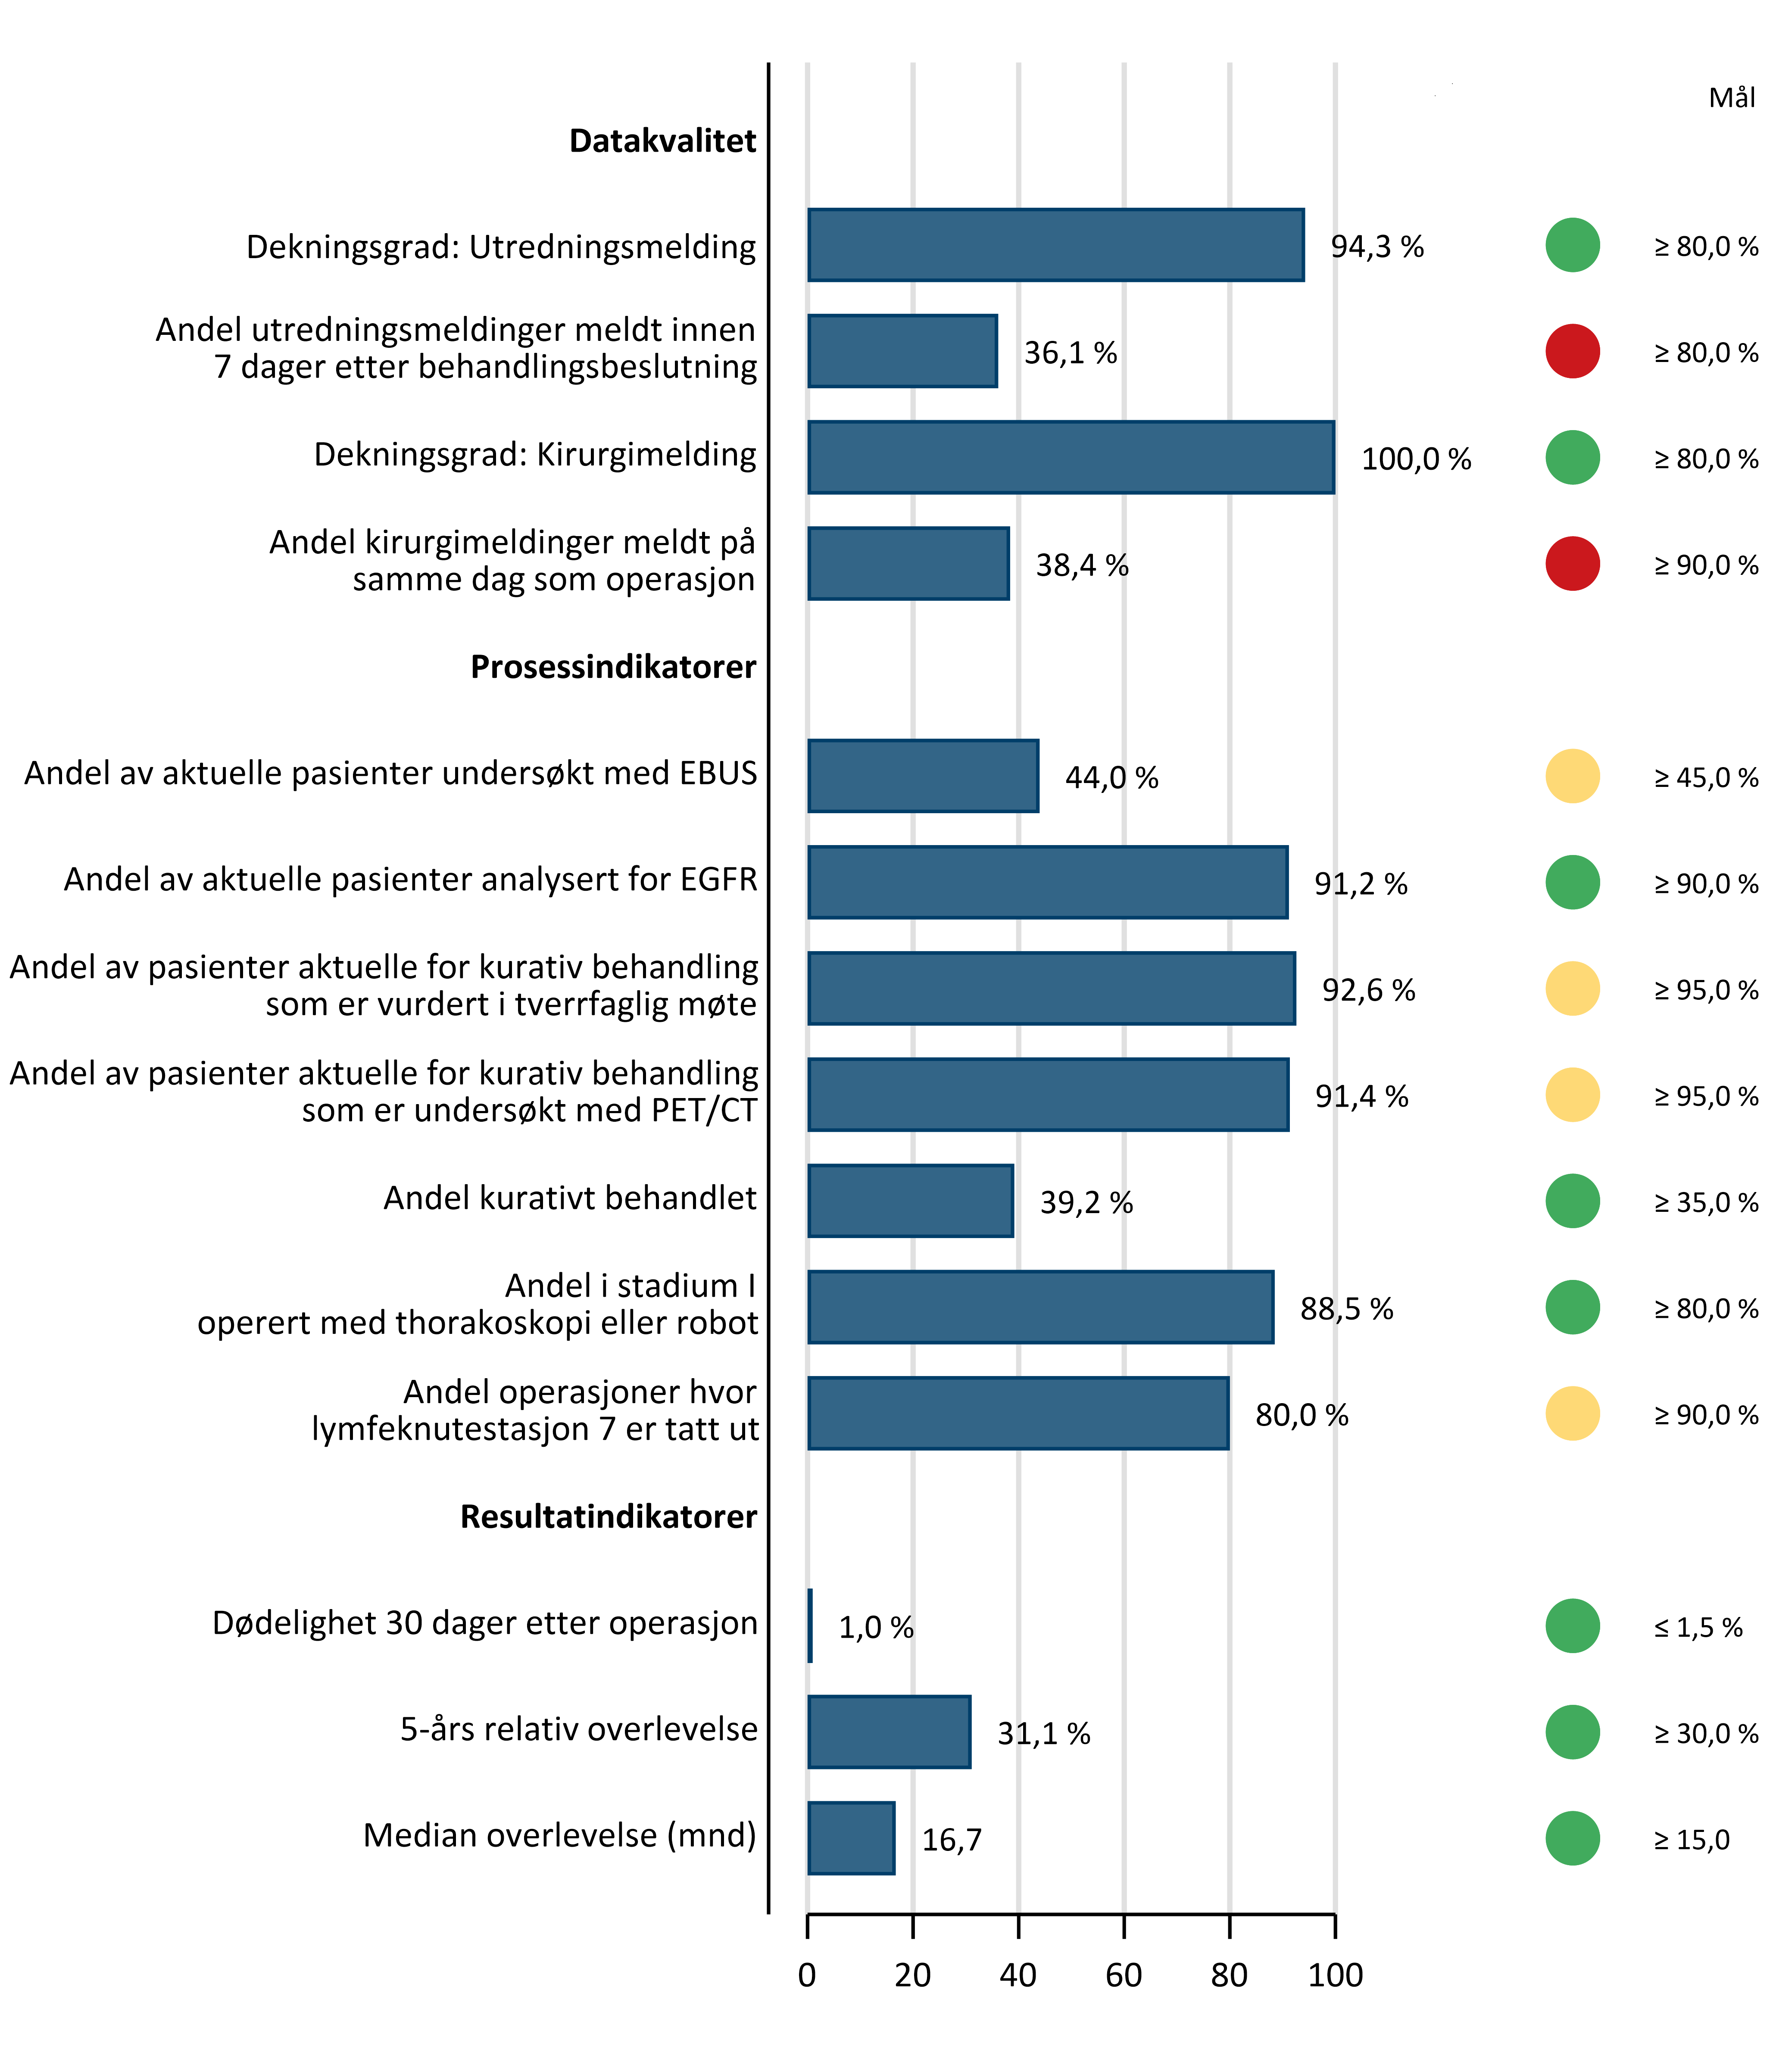 Mål
Datakvalitet
Dekningsgrad: Utredningsmelding 94,3 % ≥ 80,0 %
Andel utredningsmeldinger meldt innen
7 dager etter behandlingsbeslutning 36,1 % ≥ 80,0 %
Dekningsgrad: Kirurgimelding 100,0 % ≥ 80,0 %
Andel kirurgimeldinger meldt på
samme dag som operasjon 38,4 % ≥ 90,0 %
Prosessindikatorer
Andel av aktuelle pasienter undersøkt med EBUS 44,0 % ≥ 45,0 %
Andel av aktuelle pasienter analysert for EGFR 91,2 % ≥ 90,0 %
Andel av pasienter aktuelle for kurativ behandling
som er vurdert i tverrfaglig møte 92,6 % ≥ 95,0 %
Andel av pasienter aktuelle for kurativ behandling
som er undersøkt med PET/CT 91,4 % ≥ 95,0 %
Andel kurativt behandlet 39,2 % ≥ 35,0 %
Andel i stadium I
operert med thorakoskopi eller robot 88,5 % ≥ 80,0 %
Andel operasjoner hvor
lymfeknutestasjon 7 er tatt ut 80,0 % ≥ 90,0 %
Resultatindikatorer
Dødelighet 30 dager etter operasjon 1,0 % ≤ 1,5 %
5-års relativ overlevelse 31,1 % ≥ 30,0 %
Median overlevelse (mnd) 16,7 ≥ 15,0
0 20 40 60 80 100